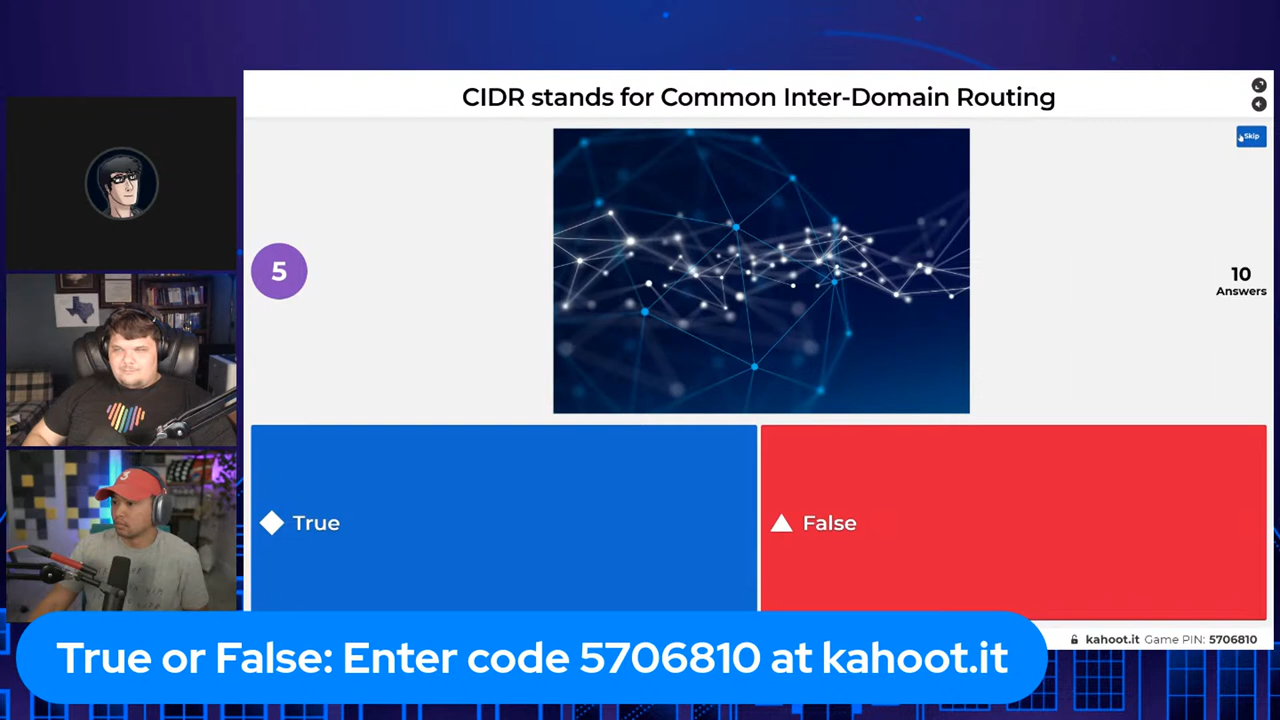 CIDR stands for Common Inter-Domain Routing
Skip
5
10
Answers
True
False
kahoot.it Game PIN: 5706810
True or False: Enter code 5706810 at kahoot.it